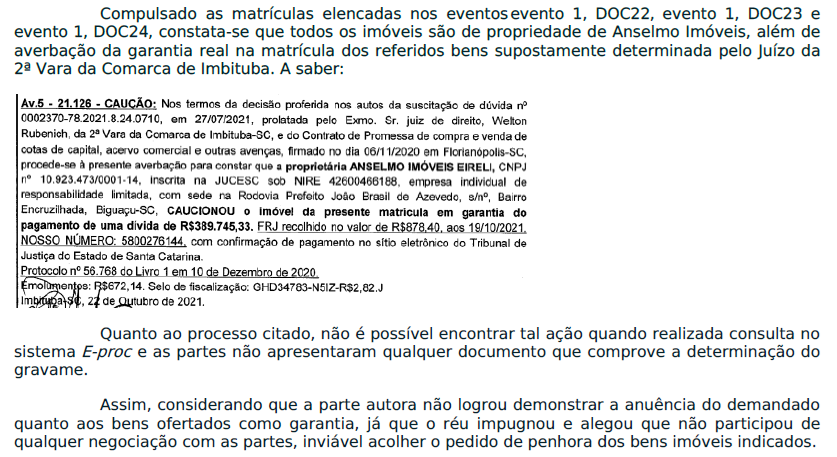 Compulsado as matrículas elencadas nos eventosevento 1, DOC22, evento 1, DOC23 e
evento 1, DOC24, constata-se que todos os imóveis são de propriedade de Anselmo Imóveis, além de
averbação da garantia real na matrícula dos referidos bens supostamente determinada pelo Juízo da
2ª Vara da Comarca de Imbituba. A saber:
Av.5 - 21.126 - CAUÇÃO: Nos termos da decisão proferida nos autos da suscitação de dúvida nº
0002370-78.2021.8.24.0710, em 27/07/2021, prolatada pelo Exmo. Sr. juiz de direito, Welton
Rubenich, da 2ª Vara da Comarca de Imbituba-SC, e do Contrato de Promessa de compra e venda de
cotas de capital, acervo comercial e outras avenças, firmado no dia 06/11/2020 em Florianópolis-SC,
procede-se à presente averbação para constar que a proprietária ANSELMO IMÓVEIS EIRELI, CNPJ
nº 10.923.473/0001-14, inscrita na JUCESC sob NIRE 42600466188, empresa individual de
responsabilidade limitada, com sede na Rodovia Prefeito João Brasil de Azevedo, s/nº, Bairro
Encruzilhada, Biguaçu-SC, CAUCIONOU o imóvel da presente matricula em garantia do
pagamento de uma dívida de R$389.745,33. FRJ recolhido no valor de R$878,40, aos 19/10/2021,
NOSSO NÚMERO: 5800276144, com confirmação de pagamento no sítio eletrônico do Tribunal de
Justiça do Estado de Santa Catarina.
Protocolo nº 56.768 do Livro 1 em 10 de Dezembro de 2020.
Emolumentos: R$672,14. Selo de fiscalização: GHD34783-N5IZ-R$2,82.J
Imbituba-SC, 22 de Outubro de 2021.
Quanto ao processo citado, não é possível encontrar tal ação quando realizada consulta no
sistema E-proc e as partes não apresentaram qualquer documento que comprove a determinação do
gravame.
Assim, considerando que a parte autora não logrou demonstrar a anuência do demandado
quanto aos bens ofertados como garantia, já que o réu impugnou e alegou que não participou de
qualquer negociação com as partes, inviável acolher o pedido de penhora dos bens imóveis indicados.